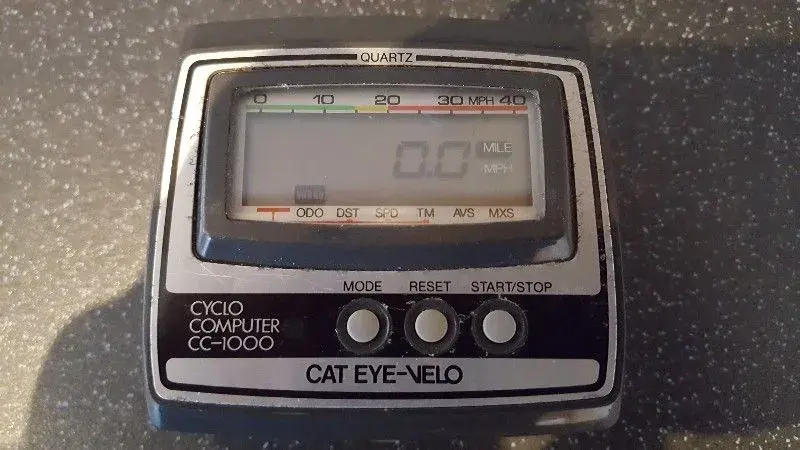 QUARTZ
0 10 20 30 MPH 40
0.0 MILE
MPH
ODO DST SPD TM AVS MXS
MODE RESET START/STOP
CYCLO
COMPUTER
CC-1000
CAT EYE-VELO